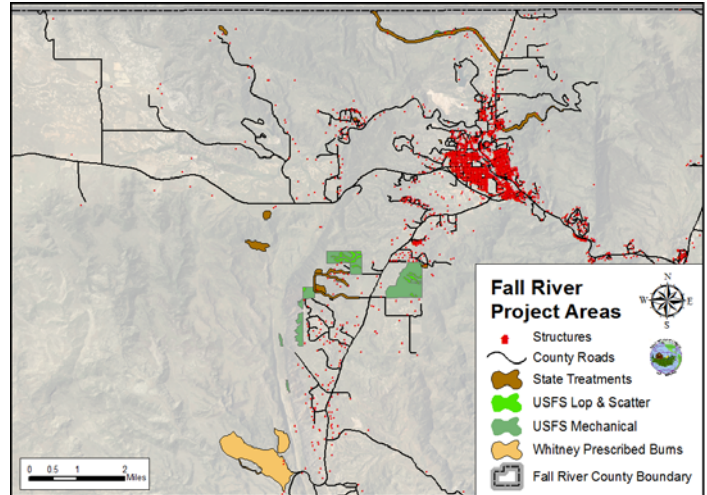 Fall River
Project Areas
N
W E
S
Structures
County Roads
State Treatments
USFS Lop & Scatter
USFS Mechanical
Whitney Prescribed Burns
Fall River County Boundary
0 0.5 1 2
Miles